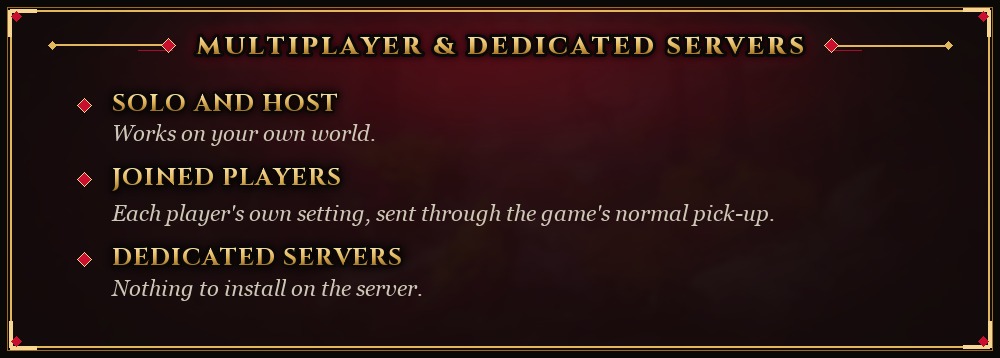 MULTIPLAYER & DEDICATED SERVERS
SOLO AND HOST
Works on your own world.
JOINED PLAYERS
Each player's own setting, sent through the game's normal pick-up.
DEDICATED SERVERS
Nothing to install on the server.